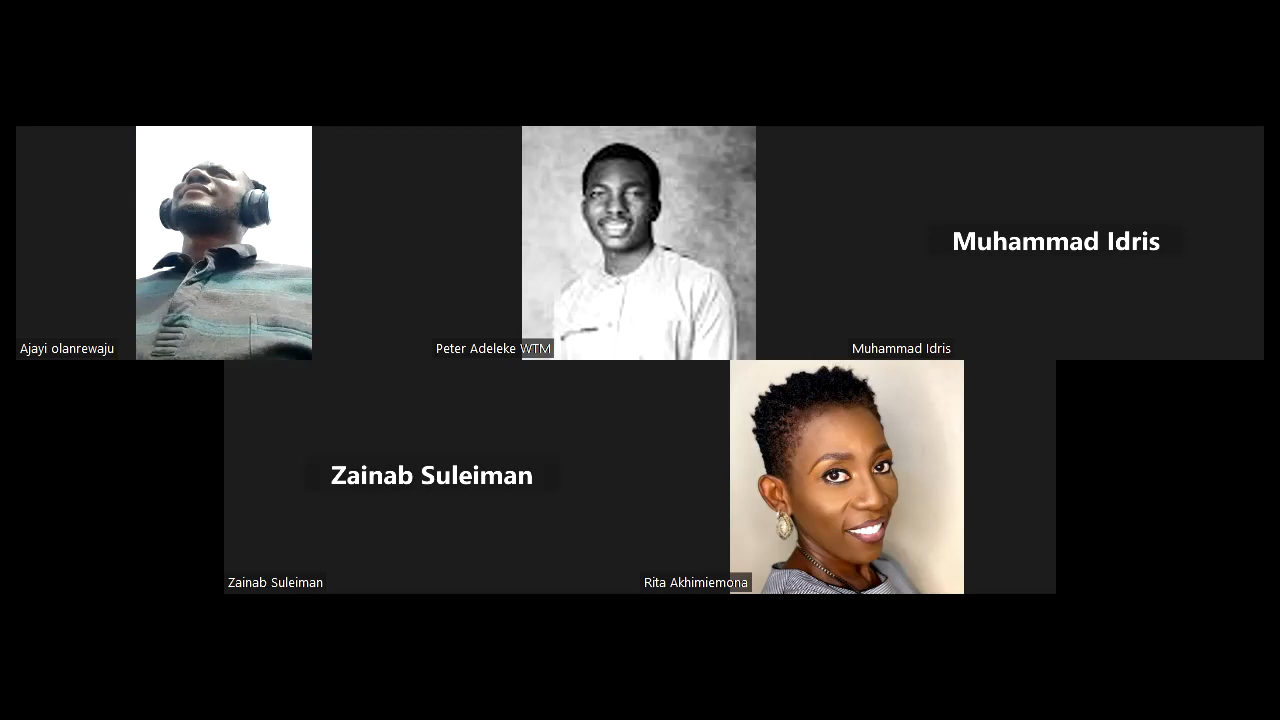 Muhammad Idris
Ajayi olanrewaju
Peter Adeleke WTM
Muhammad Idris
Zainab Suleiman
Zainab Suleiman
Rita Akhimiemona